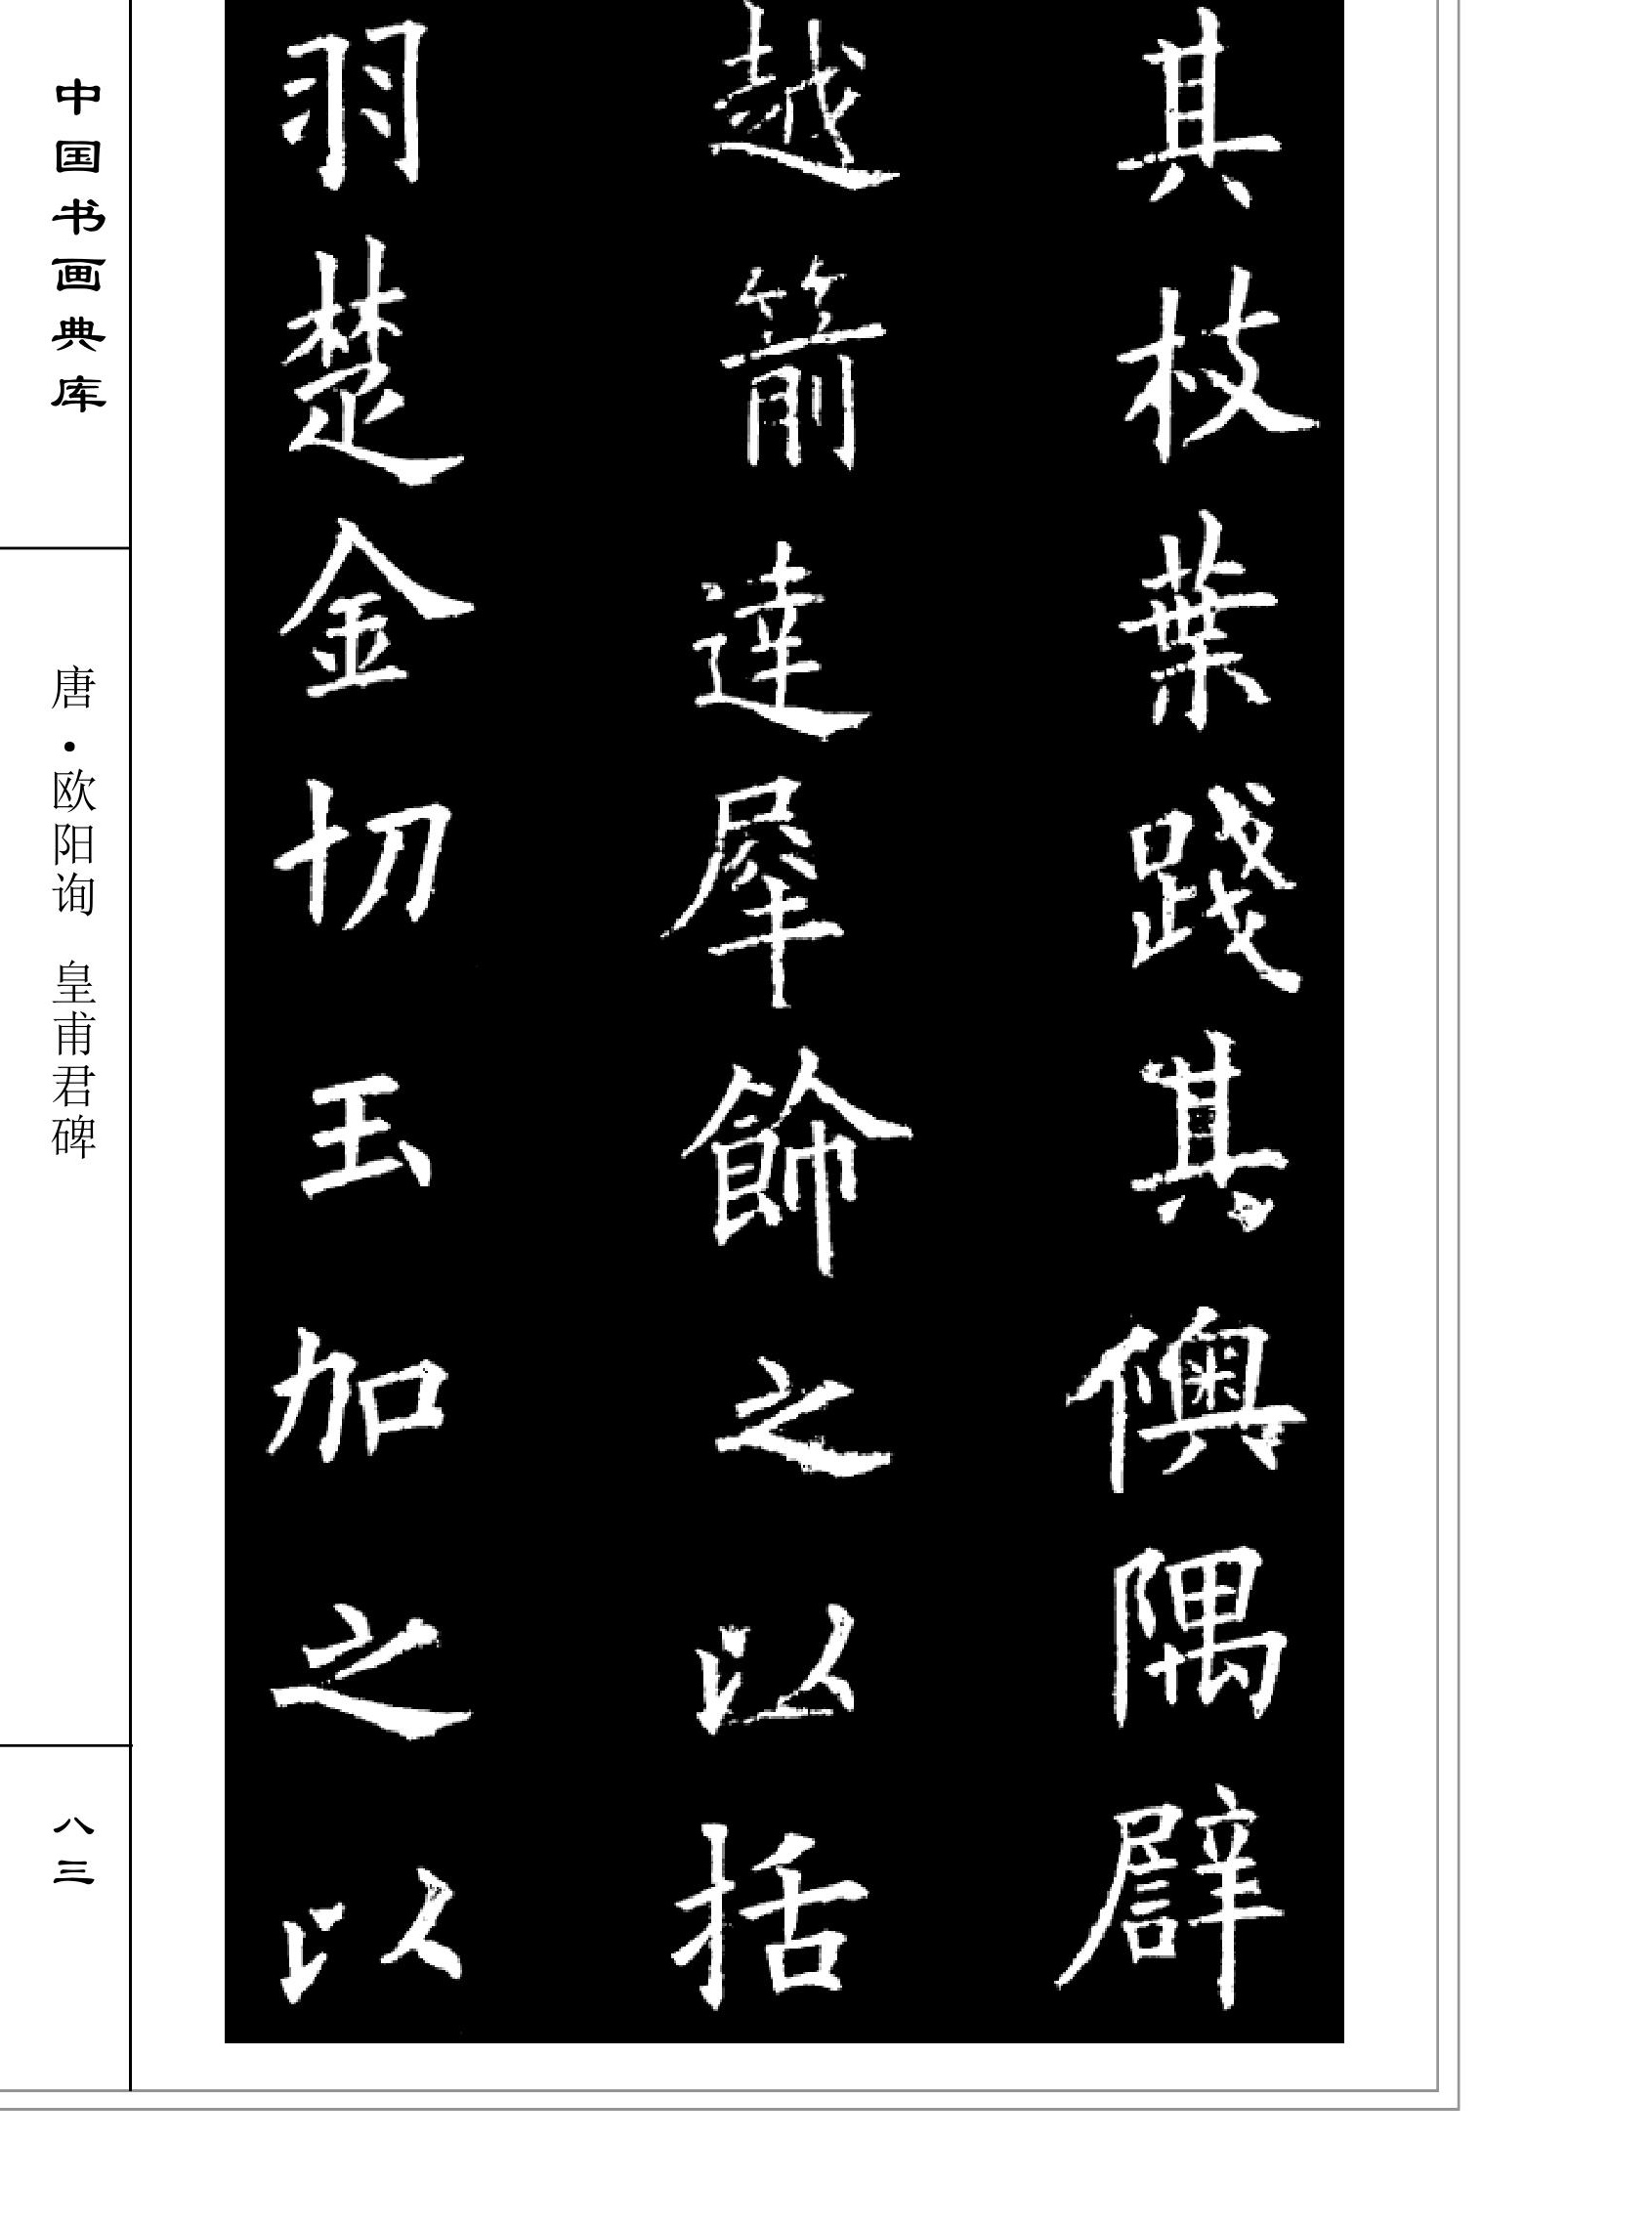 其枝葉踐其隩隅譬
越箭達犀飾之以括
羽楚金切玉加之以
中国书画典库
唐·欧阳询 皇甫君碑
八三